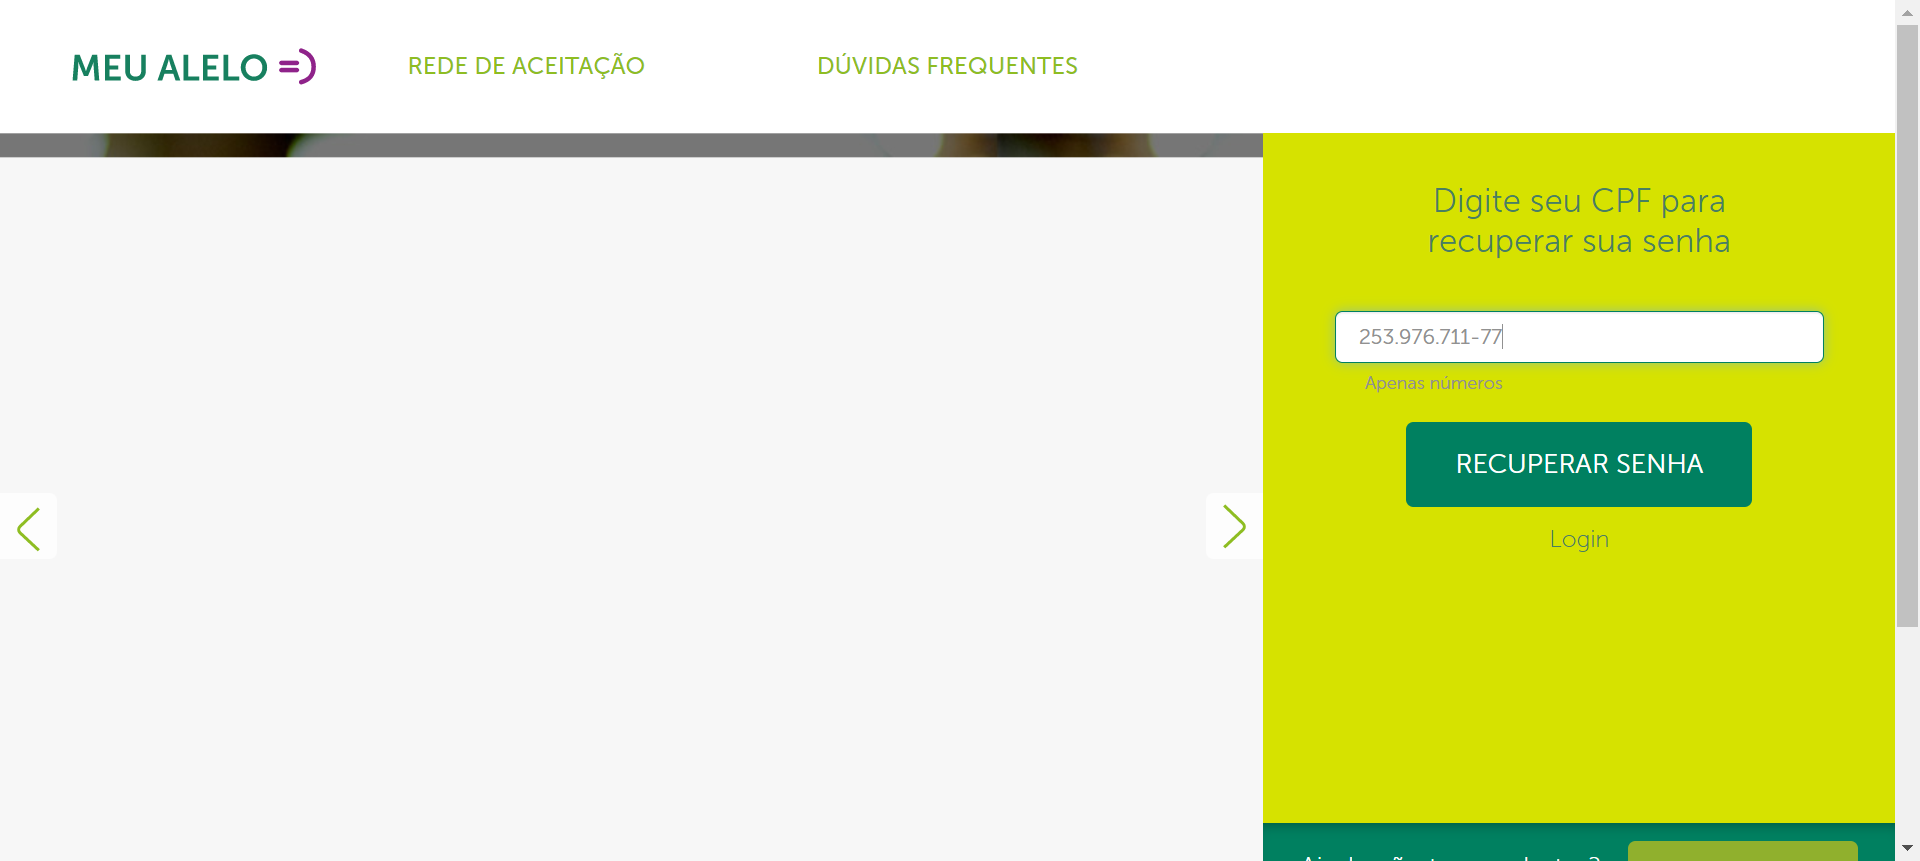 MEU ALELO
REDE DE ACEITAÇÃO
DÚVIDAS FREQUENTES
Digite seu CPF para
recuperar sua senha
253.976.711-77
Apenas números
RECUPERAR SENHA
Login